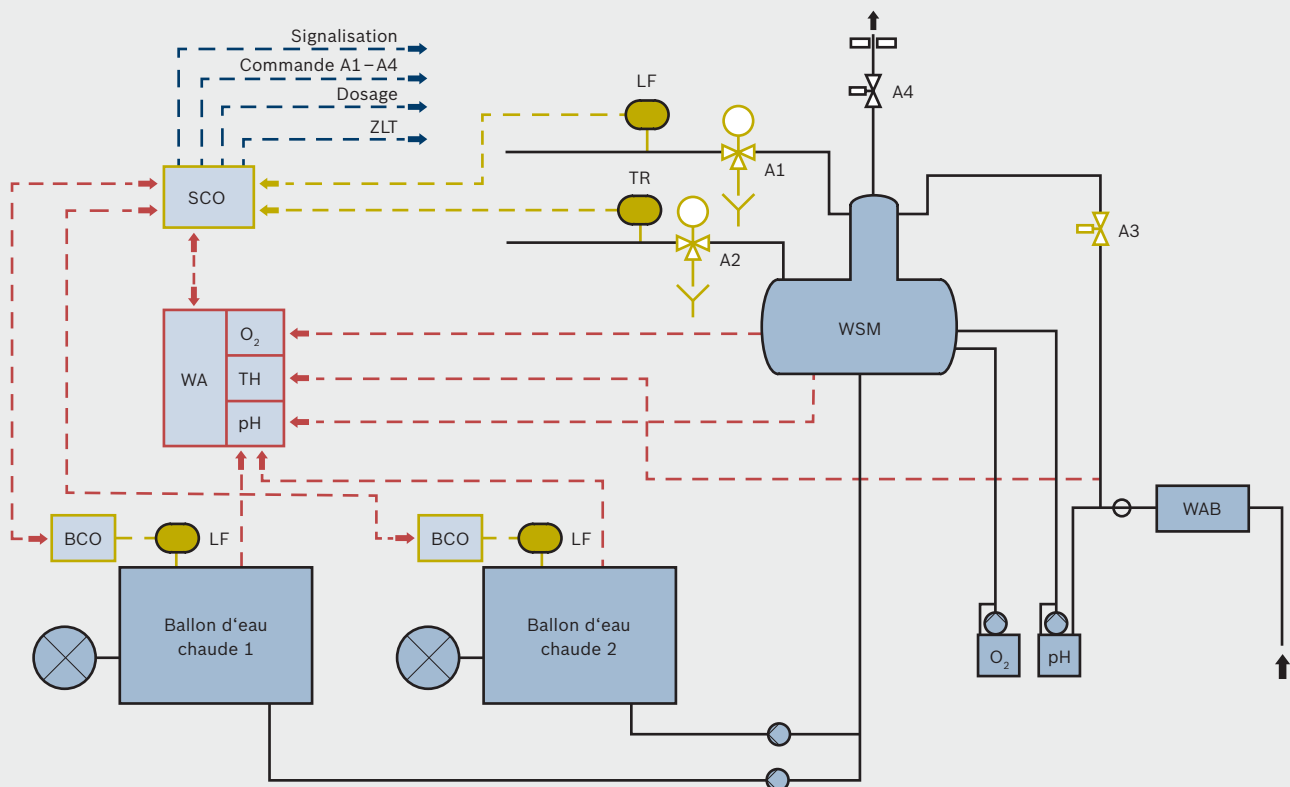 Signalisation
Commande A1–A4
Dosage
ZLT
SCO
LF
A1
TR
A2
A4
A3
WSM
WA
O₂
TH
pH
WAB
BCO
LF
BCO
LF
Ballon d‘eau
chaude 1
Ballon d‘eau
chaude 2
O₂
pH